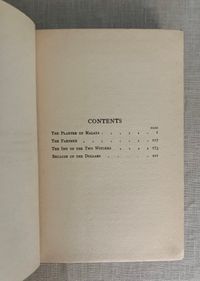 CONTENTS
PAGE
THE PLANTER OF MALATA . . . . . . 1
THE PARTNER . . . . . . . .
THE INN OF THE TWO WITCHES . . . . 173
BECAUSE OF THE DOLLARS . . . . .